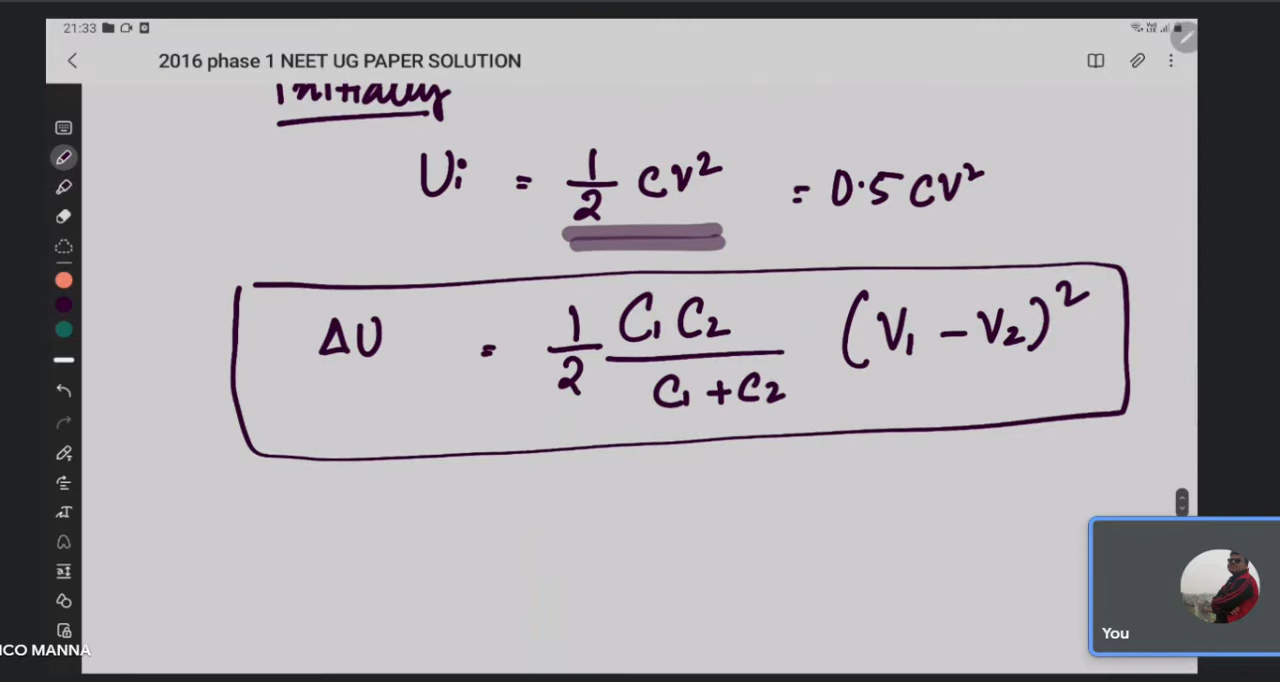 21:33
2016 phase 1 NEET UG PAPER SOLUTION
initially
Ui = 1/2 CV² = 0.5 CV²
ΔU = 1/2 C₁C₂/C₁+C₂ (V₁ – V₂)²
You
ICO MANNA